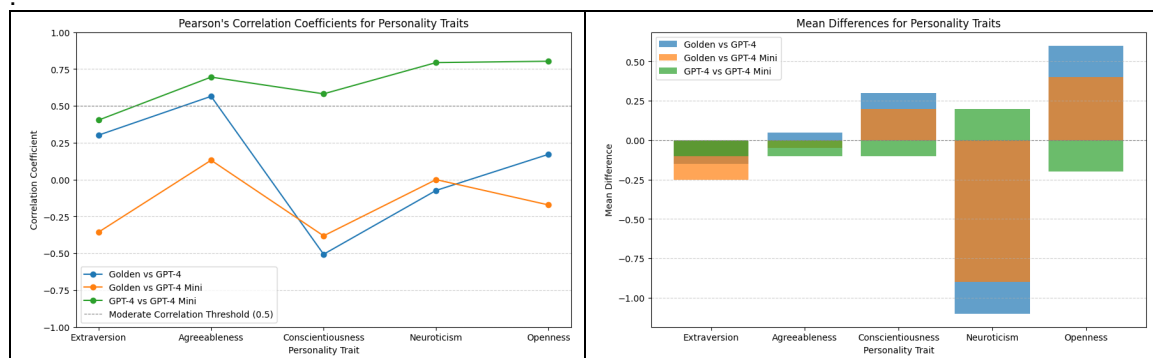 .
Pearson's Correlation Coefficients for Personality Traits
1.00
0.75
0.50
0.25
0.00
−0.25
−0.50
−0.75
−1.00
Correlation Coefficient
Golden vs GPT-4
Golden vs GPT-4 Mini
GPT-4 vs GPT-4 Mini
Moderate Correlation Threshold (0.5)
Extraversion Agreeableness Conscientiousness Neuroticism Openness
Personality Trait
Mean Differences for Personality Traits
Golden vs GPT-4
Golden vs GPT-4 Mini
GPT-4 vs GPT-4 Mini
0.50
0.25
0.00
−0.25
−0.50
−0.75
−1.00
Mean Difference
Extraversion Agreeableness Conscientiousness Neuroticism Openness
Personality Trait